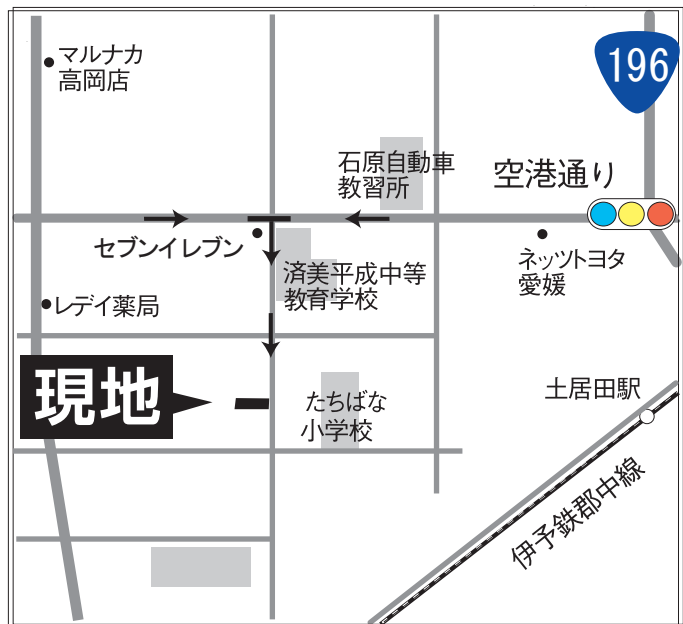 マルナカ
高岡店
196
石原自動車
教習所
空港通り
セブンイレブン
済美平成中等
教育学校
ネッツトヨタ
愛媛
レデイ薬局
現地
たちばな
小学校
土居田駅
伊予鉄郡中線